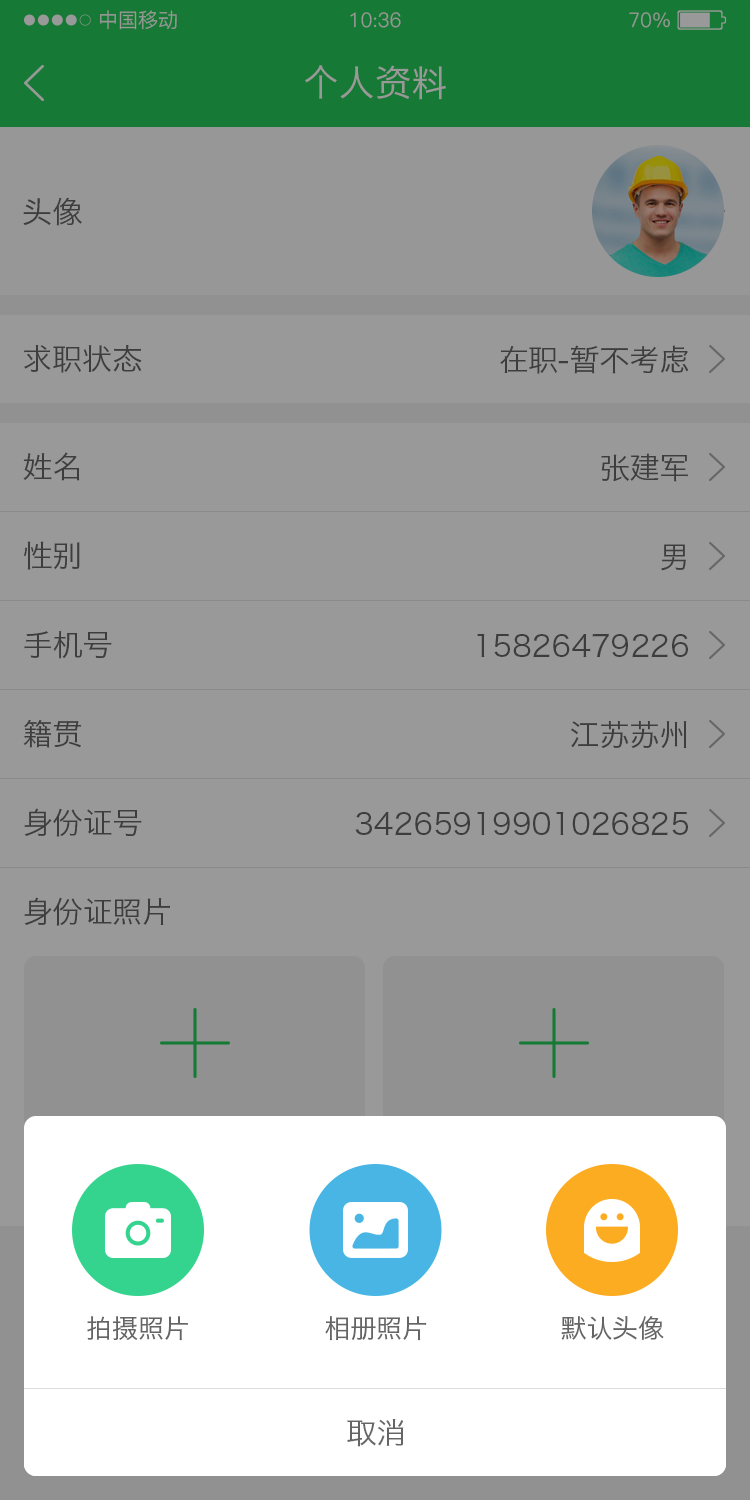 中国移动 10:36 70%
个人资料
头像
求职状态 在职-暂不考虑
姓名 张建军
性别 男
手机号 15826479226
籍贯 江苏苏州
身份证号 34265919901026825
身份证照片
拍摄照片 相册照片 默认头像
取消